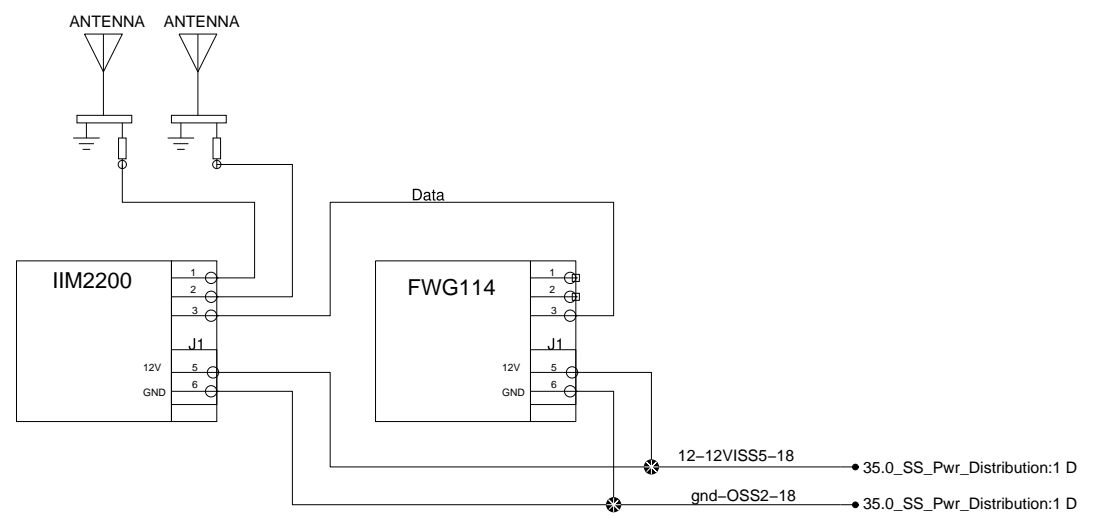 ANTENNA ANTENNA
Data
IIM2200
1
2
3
J1
12V 5
GND 6
FWG114
1
2
3
J1
12V 5
GND 6
12−12VISS5−18
35.0_SS_Pwr_Distribution:1 D
gnd−OSS2−18
35.0_SS_Pwr_Distribution:1 D